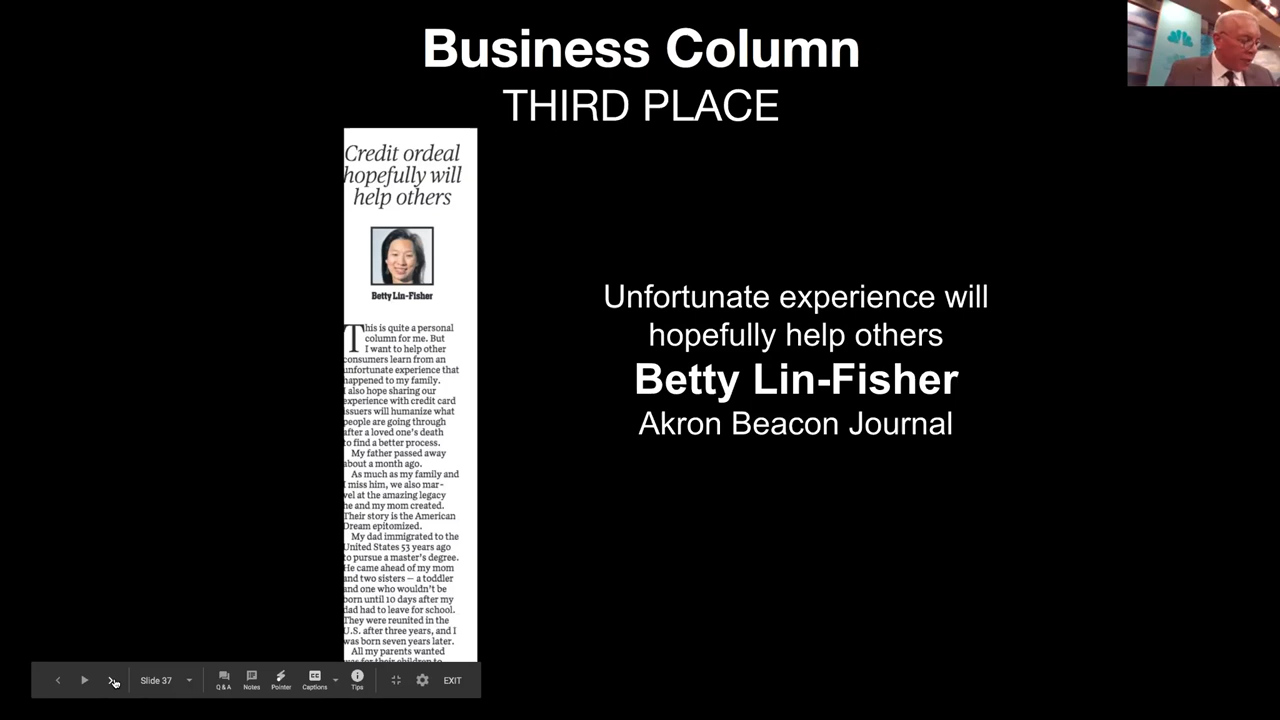 Business Column
THIRD PLACE
Credit ordeal
hopefully will
help others
Betty Lin-Fisher
This is quite a personal
column for me. But
I want to help other
consumers learn from an
unfortunate experience that
happened to my family.
I also hope sharing our
experience with credit card
issuers will humanize what
people are going through
after a loved one's death
to find a better process.
My father passed away
about a month ago.
As much as my family and
I miss him, we also mar-
vel at the amazing legacy
he and my mom created.
Their story is the American
Dream epitomized.
My dad immigrated to the
United States 53 years ago
to pursue a master's degree.
He came ahead of my mom
and two sisters — a toddler
and one who wouldn't be
born until 10 days after my
dad had to leave for school.
They were reunited in the
U.S. after three years, and I
was born seven years later.
All my parents wanted
was for their children to
Unfortunate experience will
hopefully help others
Betty Lin-Fisher
Akron Beacon Journal
Slide 37
Q & A
Notes
Pointer
Captions
Tips
EXIT